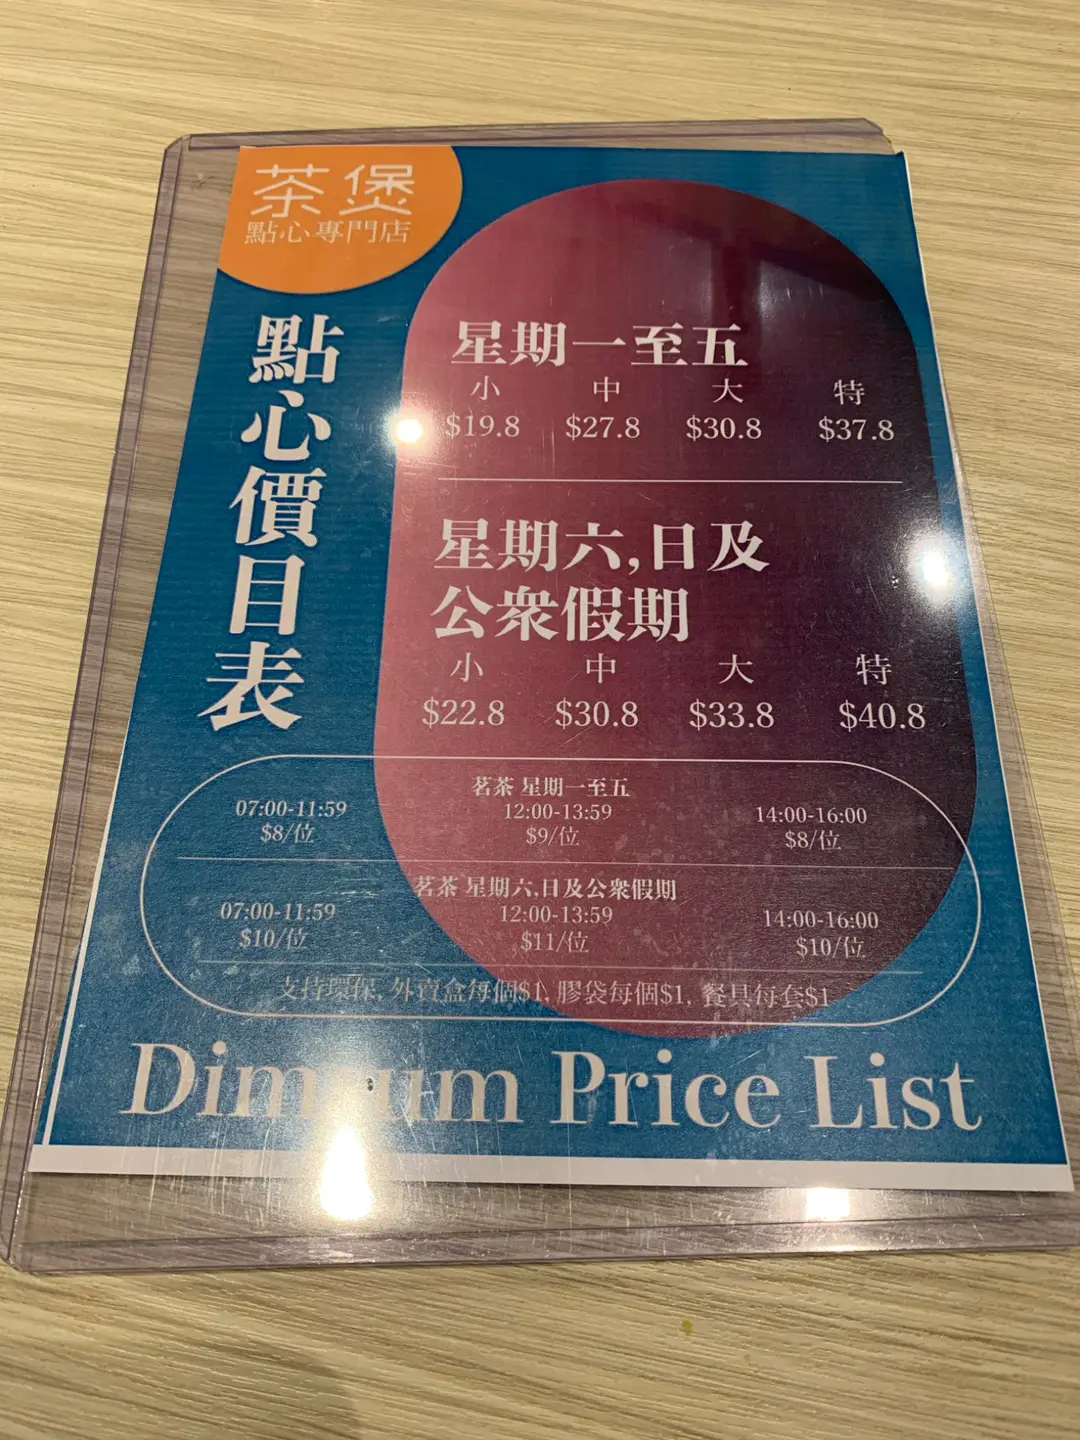 茶煲
點心專門店
點心價目表
星期一至五
小 中 大 特
$19.8 $27.8 $30.8 $37.8
星期六,日及
公眾假期
小 中 大 特
$22.8 $30.8 $33.8 $40.8
茗茶 星期一至五
07:00-11:59 12:00-13:59 14:00-16:00
$8/位 $9/位 $8/位
茗茶 星期六,日及公眾假期
07:00-11:59 12:00-13:59 14:00-16:00
$10/位 $11/位 $10/位
支持環保, 外賣盒每個$1, 膠袋每個$1, 餐具每套$1
Dimsum Price List